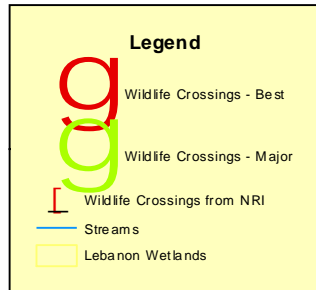 Legend
g Wildlife Crossings - Best
g Wildlife Crossings - Major
[ Wildlife Crossings from NRI
Streams
Lebanon Wetlands